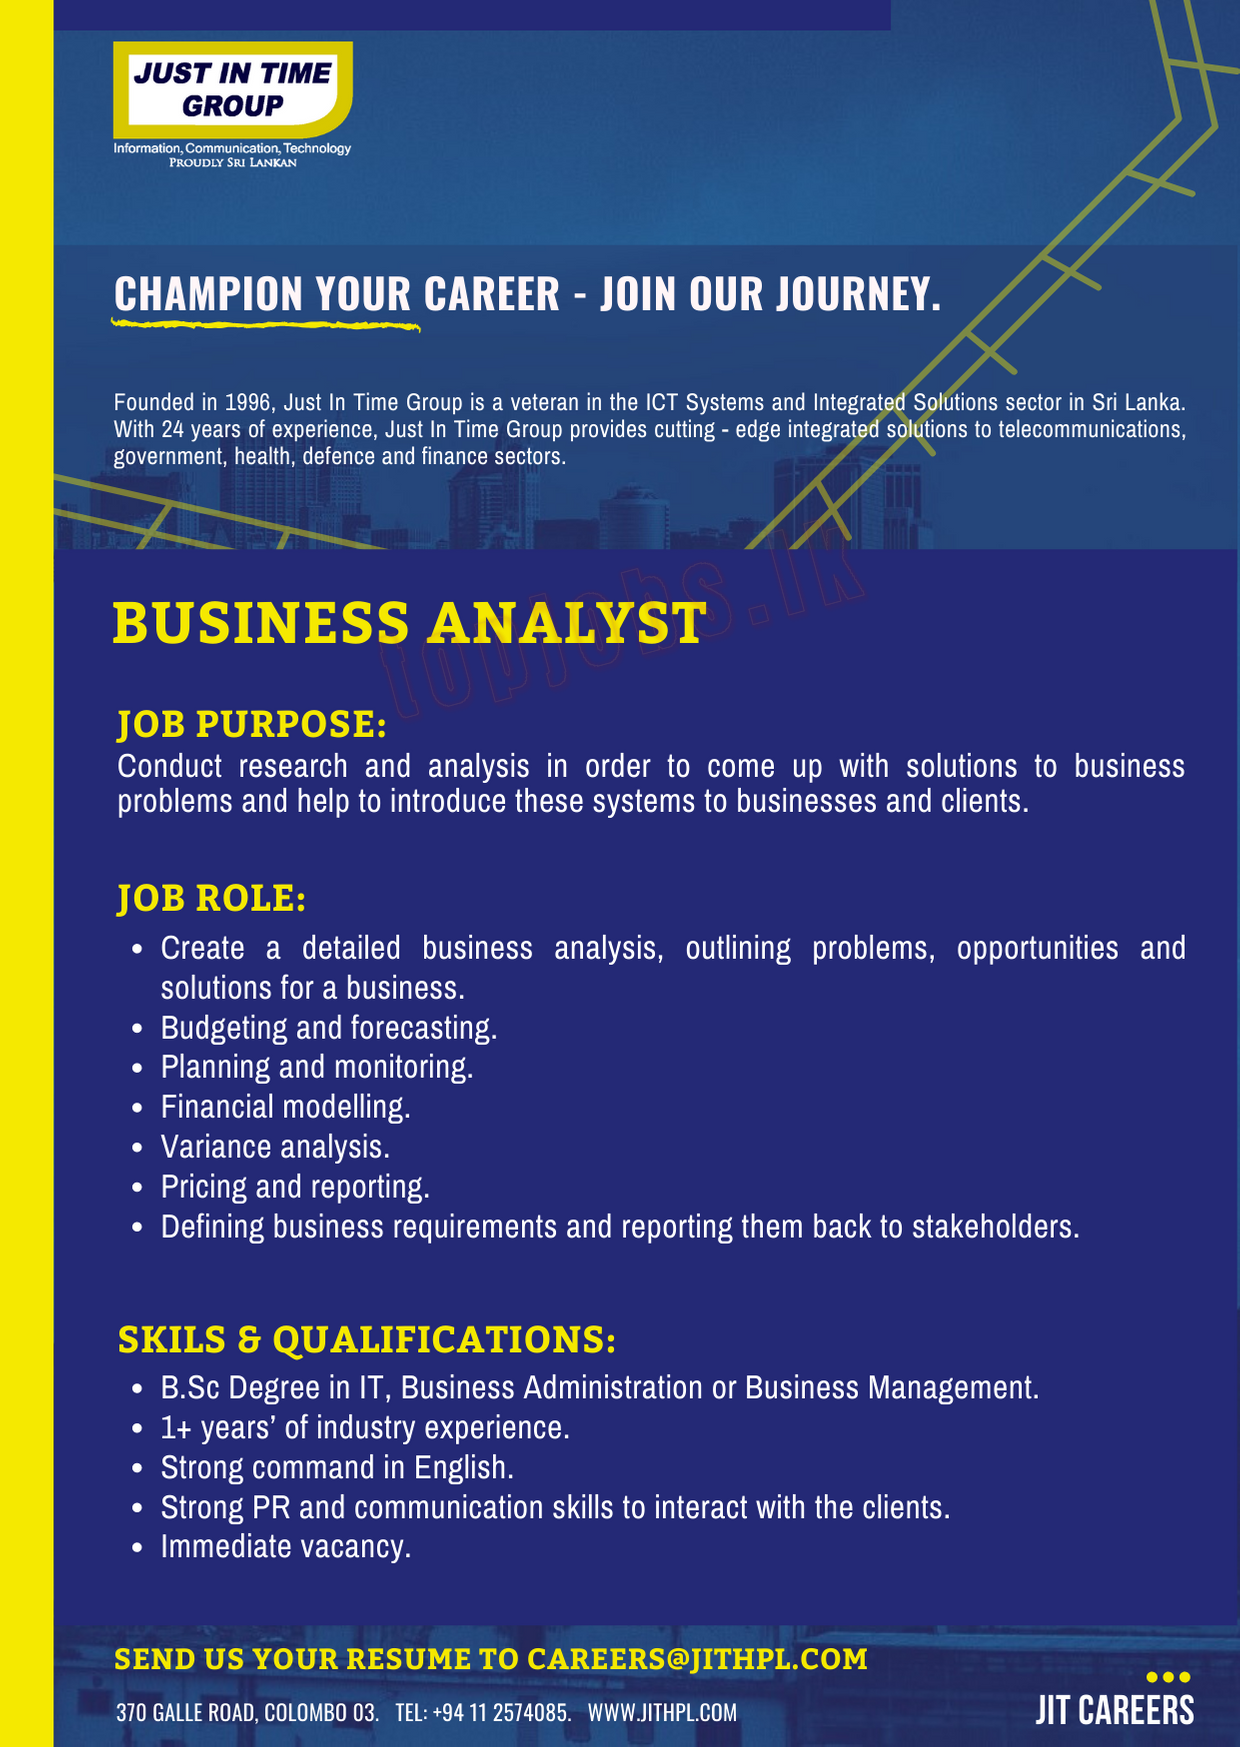 JUST IN TIME
GROUP
Information, Communication, Technology
PROUDLY SRI LANKAN
CHAMPION YOUR CAREER - JOIN OUR JOURNEY.
Founded in 1996, Just In Time Group is a veteran in the ICT Systems and Integrated Solutions sector in Sri Lanka.
With 24 years of experience, Just In Time Group provides cutting - edge integrated solutions to telecommunications,
government, health, defence and finance sectors.
topjobs.lk
BUSINESS ANALYST
JOB PURPOSE:
Conduct research and analysis in order to come up with solutions to business
problems and help to introduce these systems to businesses and clients.
JOB ROLE:
• Create a detailed business analysis, outlining problems, opportunities and
solutions for a business.
• Budgeting and forecasting.
• Planning and monitoring.
• Financial modelling.
• Variance analysis.
• Pricing and reporting.
• Defining business requirements and reporting them back to stakeholders.
SKILS & QUALIFICATIONS:
• B.Sc Degree in IT, Business Administration or Business Management.
• 1+ years’ of industry experience.
• Strong command in English.
• Strong PR and communication skills to interact with the clients.
• Immediate vacancy.
SEND US YOUR RESUME TO CAREERS@JITHPL.COM
370 GALLE ROAD, COLOMBO 03. TEL: +94 11 2574085. WWW.JITHPL.COM
JIT CAREERS